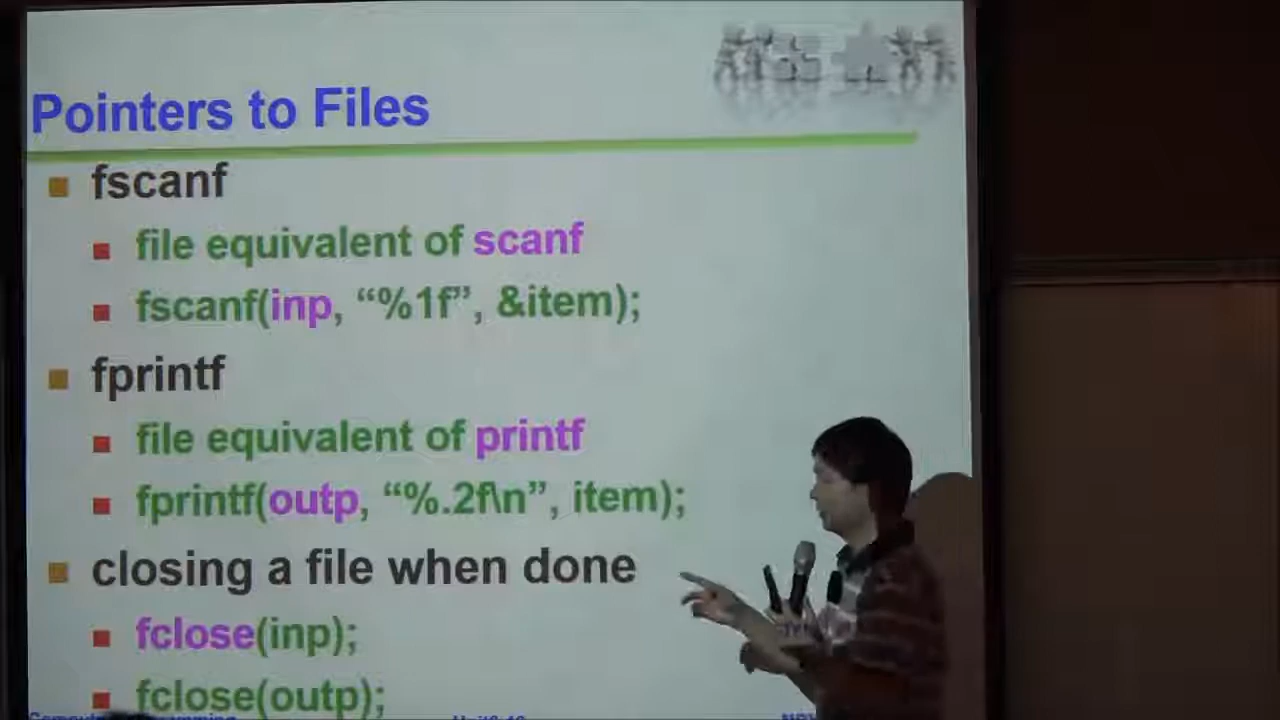 Pointers to Files
fscanf
file equivalent of scanf
fscanf(inp, “%1f”, &item);
fprintf
file equivalent of printf
fprintf(outp, “%.2f\n”, item);
closing a file when done
fclose(inp);
fclose(outp);